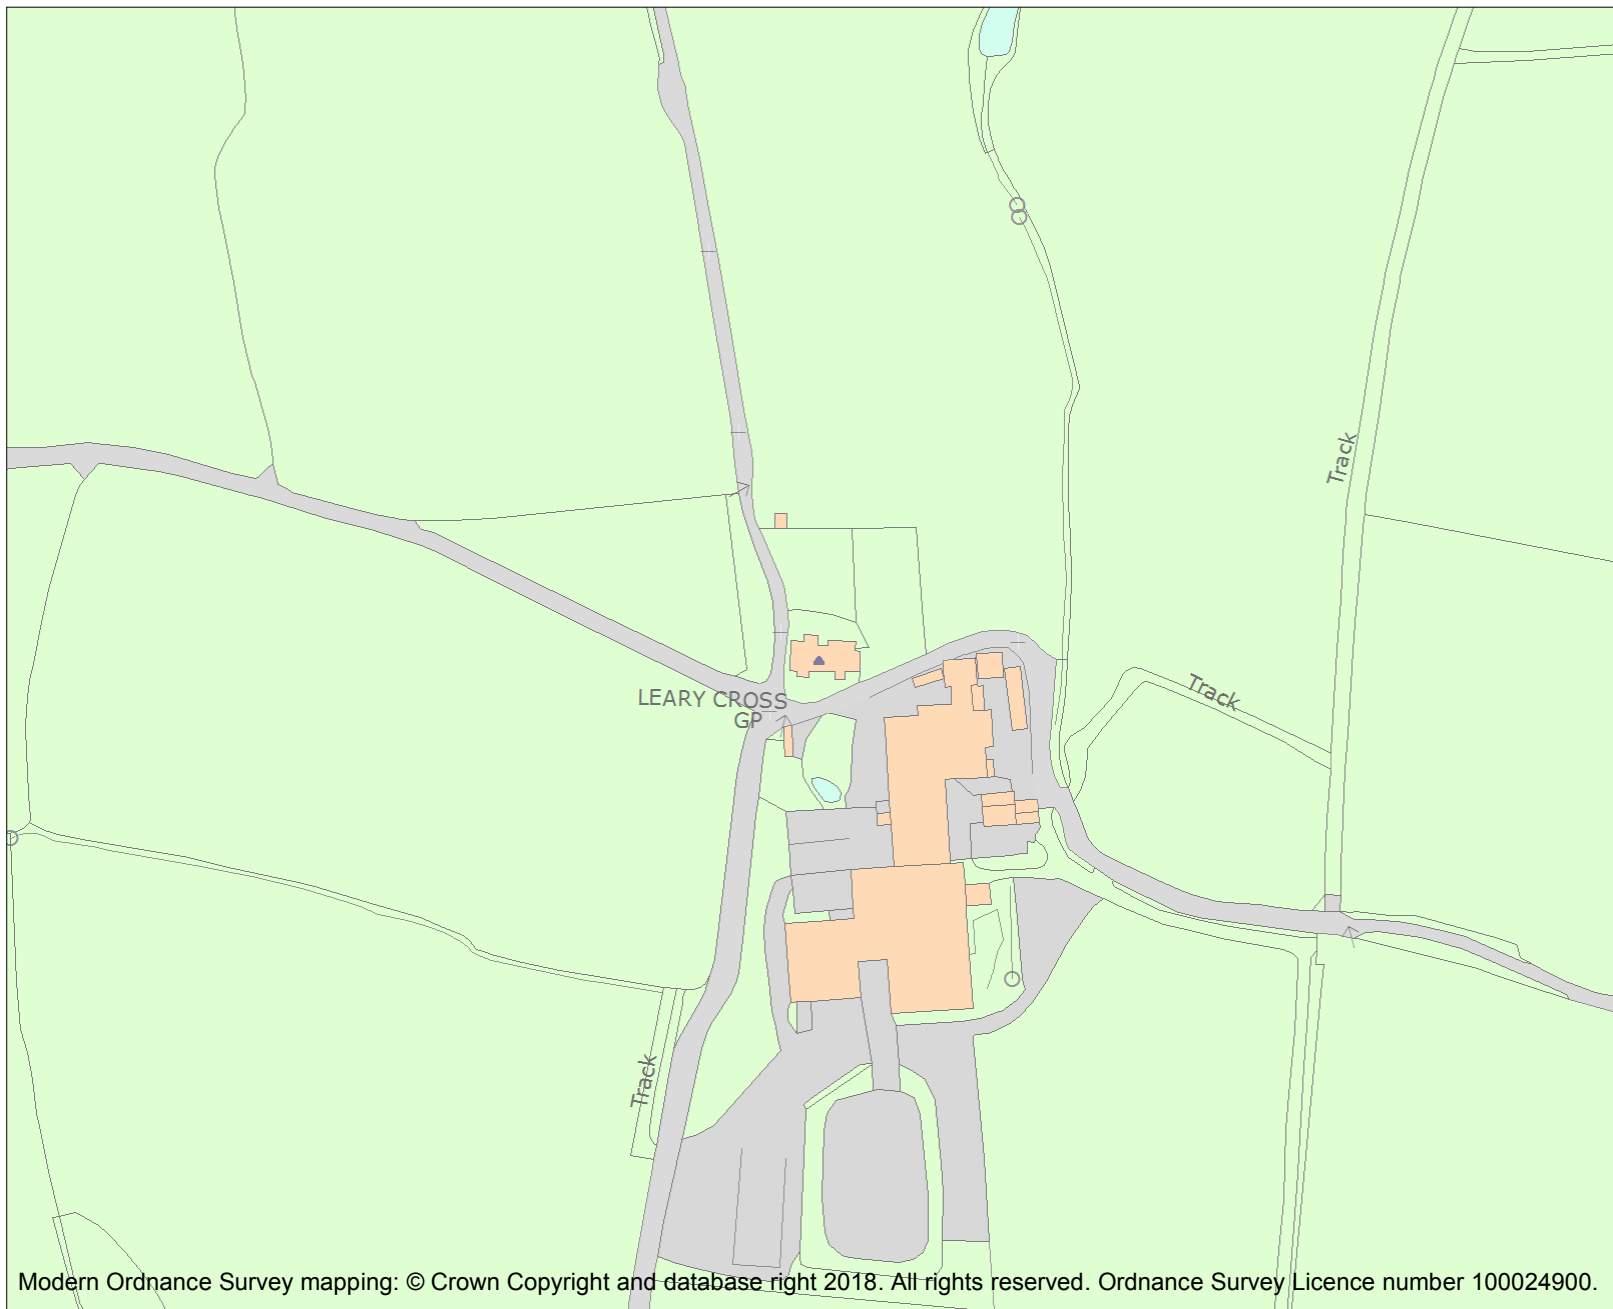 Track
Track
LEARY CROSS
GP
Track
Modern Ordnance Survey mapping: © Crown Copyright and database right 2018. All rights reserved. Ordnance Survey Licence number 100024900.